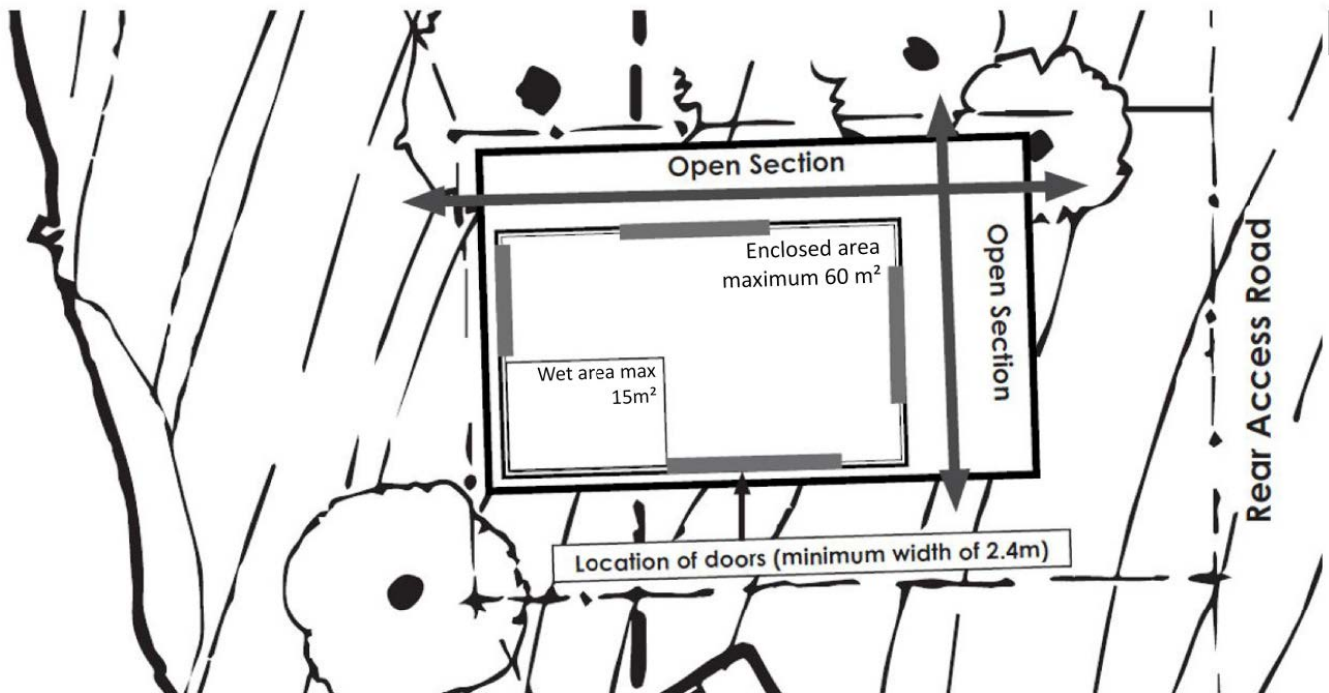 Open Section
Enclosed area
maximum 60 m²
Open Section
Wet area max
15m²
Rear Access Road
Location of doors (minimum width of 2.4m)